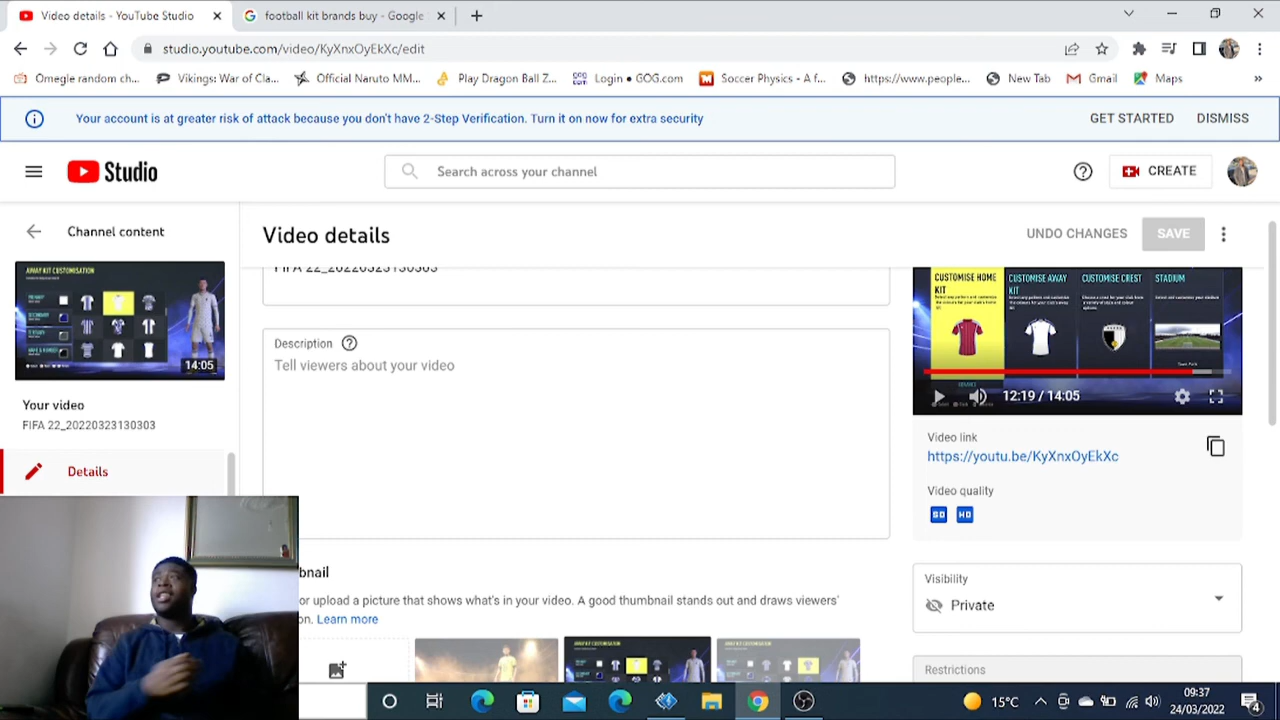 Video details - YouTube Studio
football kit brands buy - Google
studio.youtube.com/video/KyXnxOyEkXc/edit
Omegle random ch...
Vikings: War of Cla...
Official Naruto MM...
Play Dragon Ball Z...
Login • GOG.com
Soccer Physics - A f...
https://www.people...
New Tab
Gmail
Maps
»
Your account is at greater risk of attack because you don't have 2-Step Verification. Turn it on now for extra security
GET STARTED
DISMISS
Studio
Search across your channel
CREATE
Channel content
Video details
UNDO CHANGES
SAVE
FIFA 22_20220323130303
AWAY KIT CUSTOMISATION
14:05
Your video
FIFA 22_20220323130303
Details
Description
Tell viewers about your video
CUSTOMISE HOME KIT
CUSTOMISE AWAY KIT
CUSTOMISE CREST
STADIUM
12:19 / 14:05
Video link
https://youtu.be/KyXnxOyEkXc
Video quality
SD HD
Visibility
Private
Restrictions
bnail
or upload a picture that shows what's in your video. A good thumbnail stands out and draws viewers'
on. Learn more
15°C
09:37
24/03/2022
4